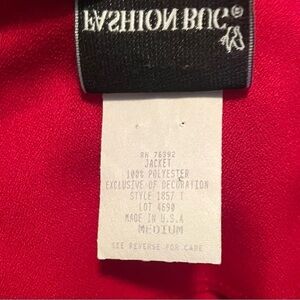 FASHION BUG®
RN 76392
JACKET
100% POLYESTER
EXCLUSIVE OF DECORATION
STYLE 1857 T
LOT 4690
MADE IN U.S.A
MEDIUM
SEE REVERSE FOR CARE